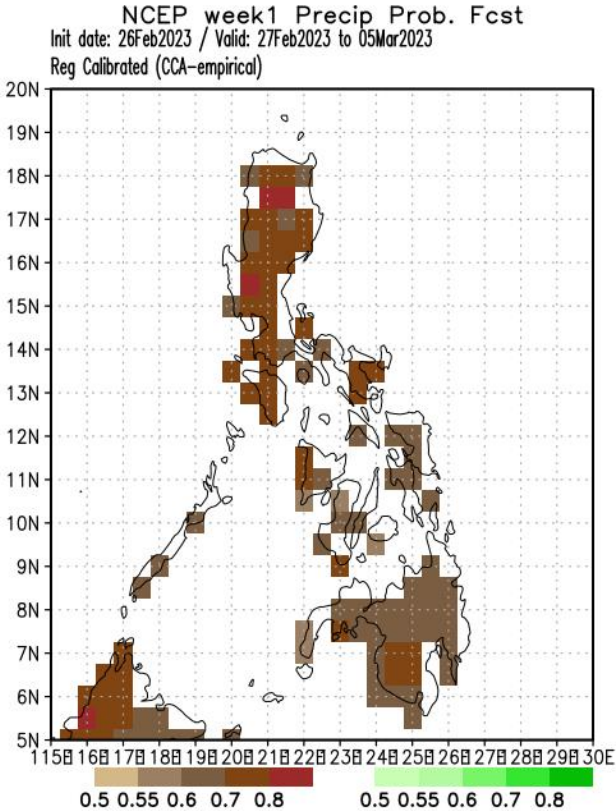 NCEP week1 Precip Prob. Fcst
Init date: 26Feb2023 / Valid: 27Feb2023 to 05Mar2023
Reg Calibrated (CCA-empirical)
20N
19N
18N
17N
16N
15N
14N
13N
12N
11N
10N
9N
8N
7N
6N
5N
115E 116E 117E 118E 119E 120E 121E 122E 123E 124E 125E 126E 127E 128E 129E 130E
0.5 0.55 0.6 0.7 0.8 0.5 0.55 0.6 0.7 0.8